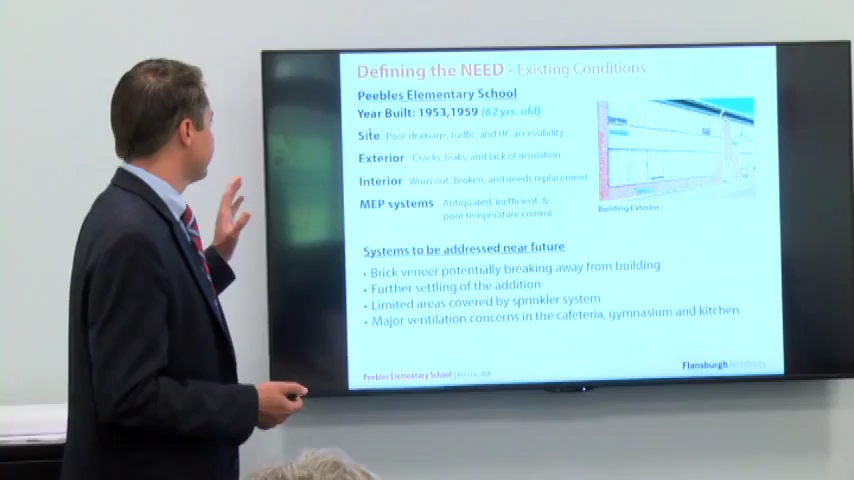 Defining the NEED - Existing Conditions
Peebles Elementary School
Year Built: 1953,1959 (62 yrs. old)
Site Poor drainage, traffic, and HC accessibility
Exterior Cracks, leaks, and lack of insulation
Interior Worn out, broken, and needs replacement
MEP systems Antiquated, inefficient, &
poor temperature control
Building Exterior
Systems to be addressed near future
• Brick veneer potentially breaking away from building
• Further settling of the addition
• Limited areas covered by sprinkler system
• Major ventilation concerns in the cafeteria, gymnasium and kitchen
Peebles Elementary School | Bourne, MA
Flansburgh Architects